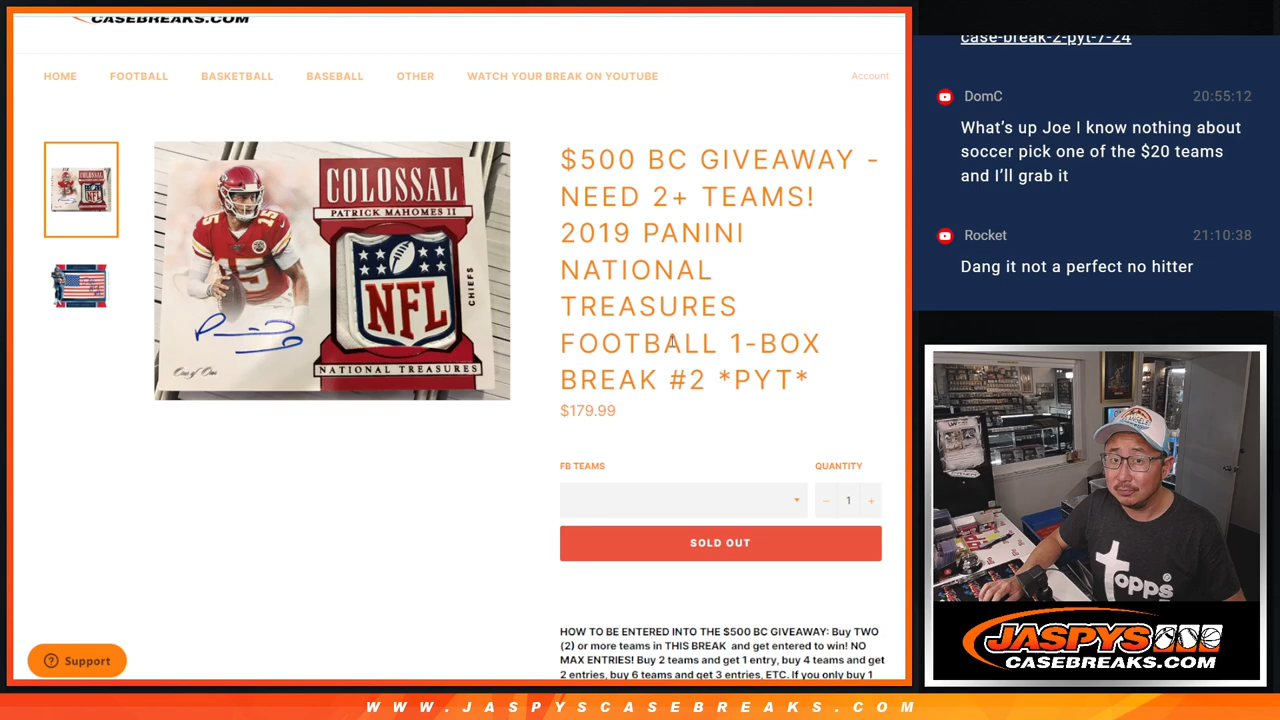 CASEBREAKS.COM
HOME FOOTBALL BASKETBALL BASEBALL OTHER WATCH YOUR BREAK ON YOUTUBE Account
COLOSSAL
PATRICK MAHOMES II
15
15
NFL
CHIEFS
One of One
NATIONAL TREASURES
$500 BC GIVEAWAY -
NEED 2+ TEAMS!
2019 PANINI
NATIONAL
TREASURES
FOOTBALL 1-BOX
BREAK #2 *PYT*
$179.99
FB TEAMS QUANTITY
− 1 +
SOLD OUT
HOW TO BE ENTERED INTO THE $500 BC GIVEAWAY: Buy TWO
(2) or more teams in THIS BREAK and get entered to win! NO
MAX ENTRIES! Buy 2 teams and get 1 entry, buy 4 teams and get
2 entries, buy 6 teams and get 3 entries, ETC. If you only buy 1
? Support
case-break-2-pyt-7-24
DomC 20:55:12
What's up Joe I know nothing about
soccer pick one of the $20 teams
and I'll grab it
Rocket 21:10:38
Dang it not a perfect no hitter
topps
JASPYS
CASEBREAKS.COM
WWW.JASPYSCASEBREAKS.COM